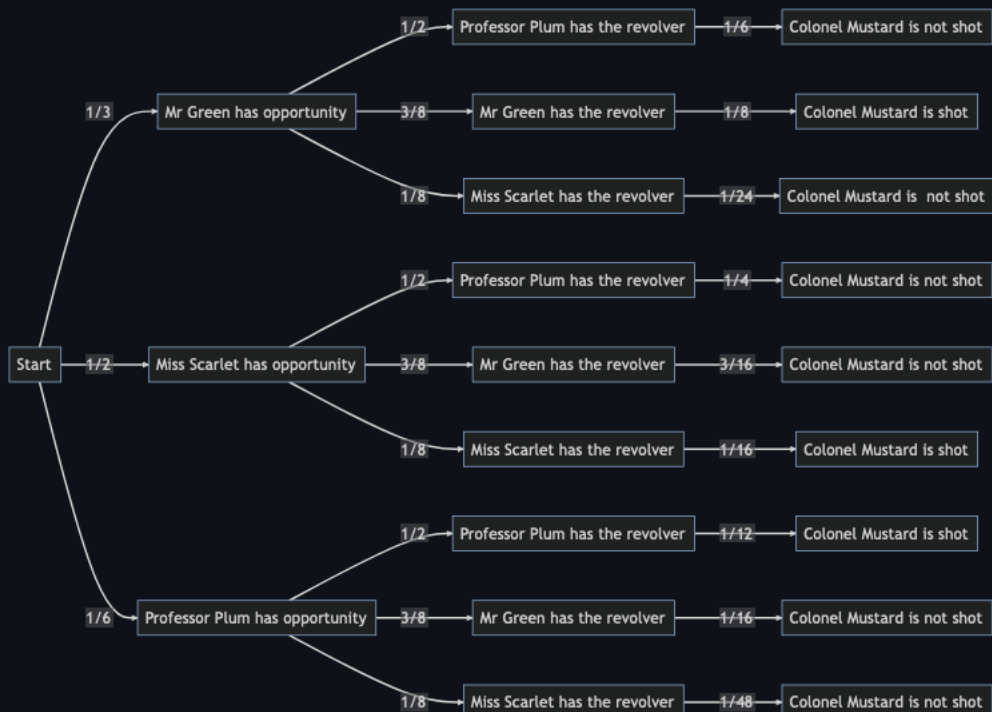 1/2 Professor Plum has the revolver 1/6 Colonel Mustard is not shot
1/3 Mr Green has opportunity 3/8 Mr Green has the revolver 1/8 Colonel Mustard is shot
1/8 Miss Scarlet has the revolver 1/24 Colonel Mustard is not shot
1/2 Professor Plum has the revolver 1/4 Colonel Mustard is not shot
Start 1/2 Miss Scarlet has opportunity 3/8 Mr Green has the revolver 3/16 Colonel Mustard is not shot
1/8 Miss Scarlet has the revolver 1/16 Colonel Mustard is shot
1/2 Professor Plum has the revolver 1/12 Colonel Mustard is shot
1/6 Professor Plum has opportunity 3/8 Mr Green has the revolver 1/16 Colonel Mustard is not shot
1/8 Miss Scarlet has the revolver 1/48 Colonel Mustard is not shot